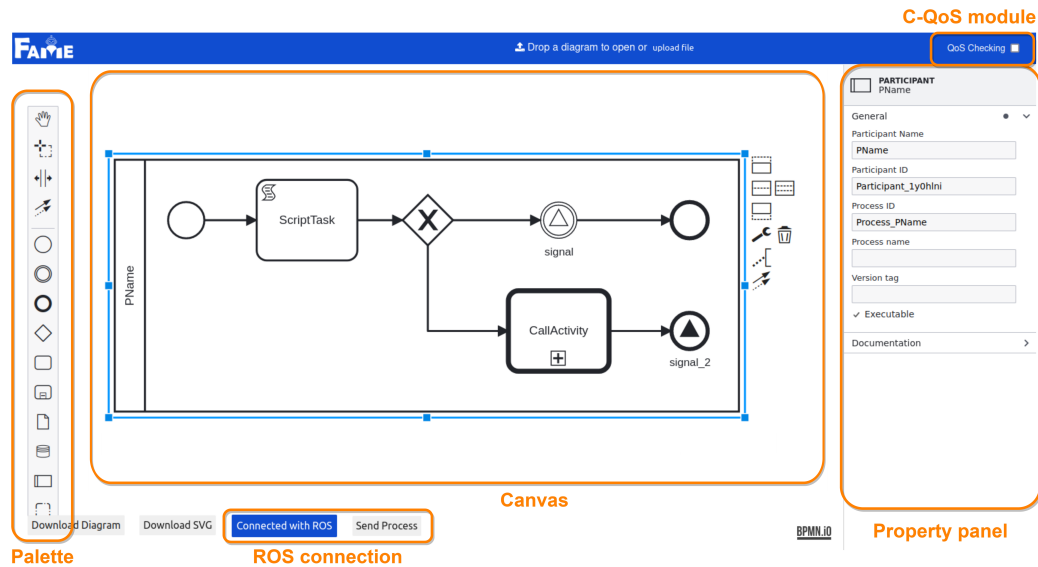 C-QoS module
FAME
Drop a diagram to open or upload file
QoS Checking
PARTICIPANT
PName
General
Participant Name
PName
Participant ID
Participant_1y0hlni
Process ID
Process_PName
Process name
Version tag
Executable
Documentation
PName
ScriptTask
X
signal
CallActivity
signal_2
Canvas
Download Diagram
Download SVG
Connected with ROS
Send Process
BPMN.iO
Property panel
Palette
ROS connection